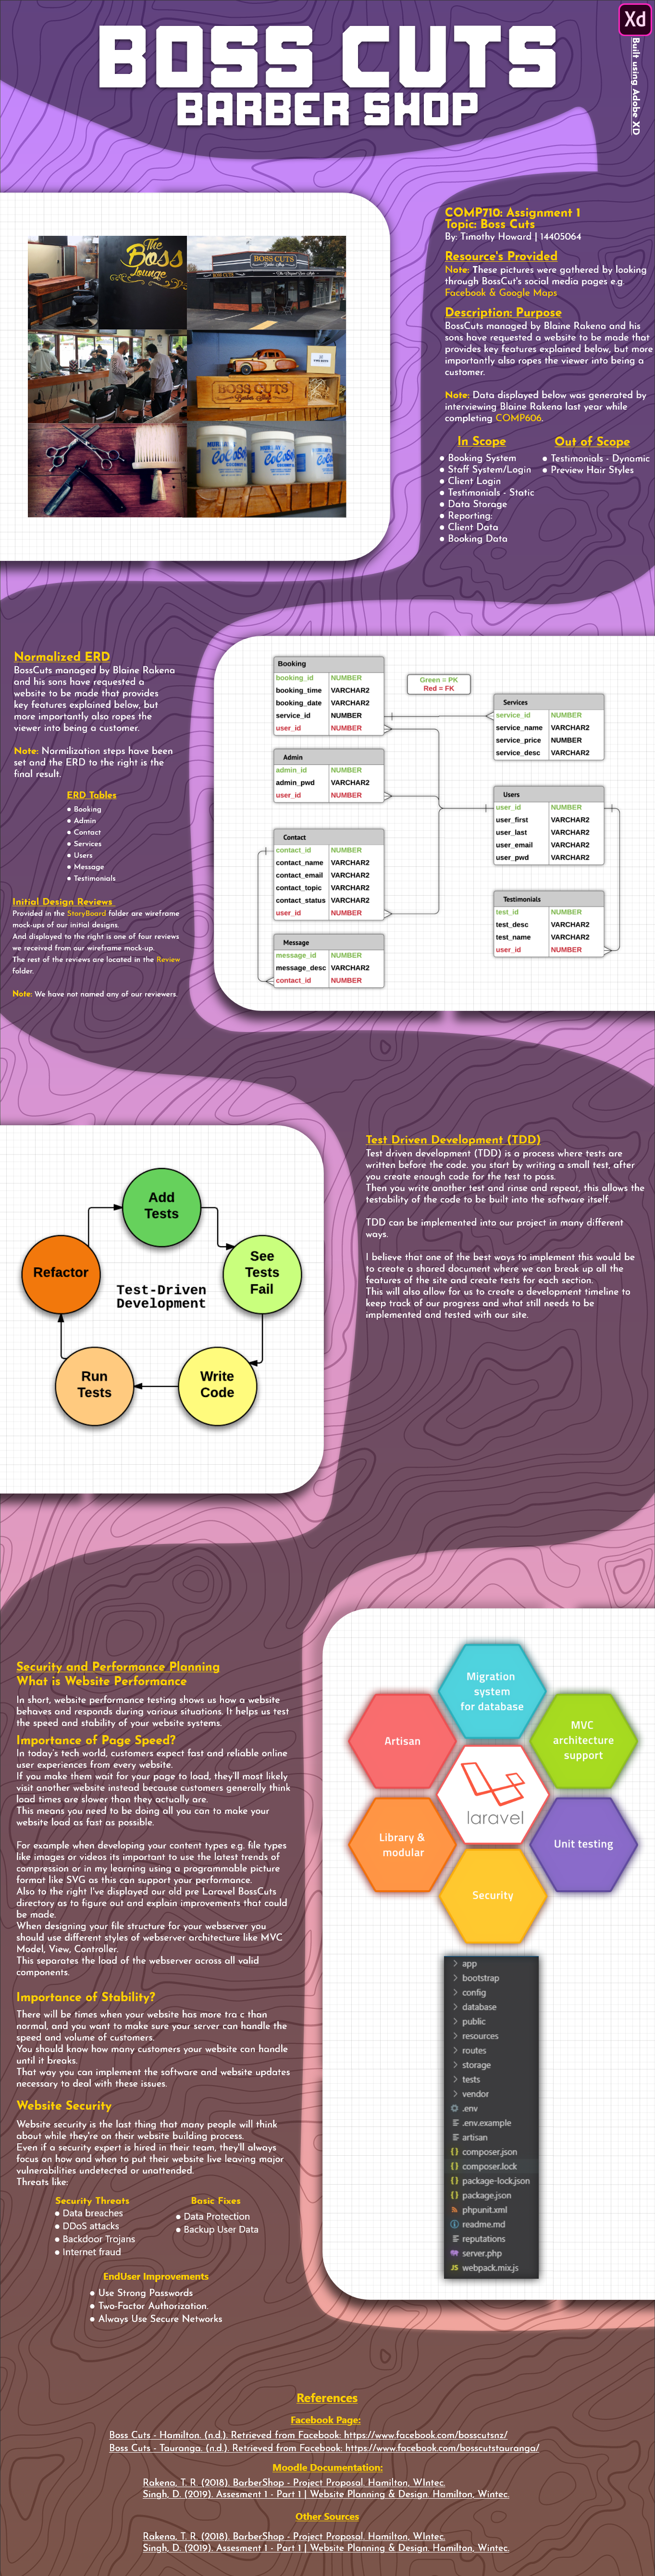 BOSS CUTS
BARBER SHOP
Xd
Built using Adobe XD
COMP710: Assignment 1
Topic: Boss Cuts
By: Timothy Howard | 14405064
Resource's Provided
Note: These pictures were gathered by looking
through BossCut's social media pages e.g.
Facebook & Google Maps
Description: Purpose
BossCuts managed by Blaine Rakena and his
sons have requested a website to be made that
provides key features explained below, but more
importantly also ropes the viewer into being a
customer.
Note: Data displayed below was generated by
interviewing Blaine Rakena last year while
completing COMP606.
In Scope
● Booking System
● Staff System/Login
● Client Login
● Testimonials - Static
● Data Storage
● Reporting:
● Client Data
● Booking Data
Out of Scope
● Testimonials - Dynamic
● Preview Hair Styles
The
Boss
Lounge
BOSS CUTS
BOSS CUTS
Normalized ERD
BossCuts managed by Blaine Rakena
and his sons have requested a
website to be made that provides
key features explained below, but
more importantly also ropes the
viewer into being a customer.
Note: Normlization steps have been
set and the ERD to the right is the
final result.
ERD Tables
● Booking
● Admin
● Contact
● Services
● Users
● Message
● Testimonials
Initial Design Reviews
Provided in the StoryBoard folder are wireframe
mock-ups of our initial designs.
And displayed to the right is one of four reviews
we received from our wireframe mock-up.
The rest of the reviews are located in the Review
folder.
Note: We have not named any of our reviewers.
Booking
booking_id NUMBER
booking_time VARCHAR2
booking_date VARCHAR2
service_id NUMBER
user_id NUMBER
Green = PK
Red = FK
Services
service_id NUMBER
service_name VARCHAR2
service_price NUMBER
service_desc VARCHAR2
Admin
admin_id NUMBER
admin_pwd VARCHAR2
user_id NUMBER
Users
user_id NUMBER
user_first VARCHAR2
user_last VARCHAR2
user_email VARCHAR2
user_pwd VARCHAR2
Contact
contact_id NUMBER
contact_name VARCHAR2
contact_email VARCHAR2
contact_topic VARCHAR2
contact_status VARCHAR2
user_id NUMBER
Testimonials
test_id NUMBER
test_desc VARCHAR2
test_name VARCHAR2
user_id NUMBER
Message
message_id NUMBER
message_desc VARCHAR2
contact_id NUMBER
Add
Tests
See
Tests
Fail
Write
Code
Run
Tests
Refactor
Test-Driven
Development
Test Driven Development (TDD)
Test driven development (TDD) is a process where tests are
written before the code. you start by writing a small test, after
you create enough code for the test to pass.
Then you write another test and rinse and repeat, this allows the
testability of the code to be built into the software itself.
TDD can be implemented into our project in many different
ways.
I believe that one of the best ways to implement this would be
to create a shared document where we can break up all the
features of the site and create tests for each section.
This will also allow for us to create a development timeline to
keep track of our progress and what still needs to be
implemented and tested with our site.
Security and Performance Planning
What is Website Performance
In short, website performance testing shows us how a website
behaves and responds during various situations. It helps us test
the speed and stability of your website systems.
Importance of Page Speed?
In today's tech world, customers expect fast and reliable online
user experiences from every website.
If you make them wait for your page to load, they'll most likely
visit another website instead because customers generally think
load times are slower than they actually are.
This means you need to be doing all you can to make your
website load as fast as possible.
For example when developing your content types e.g. file types
like images or videos its important to use the latest trends of
compression or in my learning using a programmable picture
format like SVG as this can support your performance.
Also to the right I've displayed our old pre Laravel BossCuts
directory as to figure out and explain improvements that could
be made.
When designing your file structure for your webserver you
should use different styles of webserver architecture like MVC
Model, View, Controller.
This separates the load of the webserver across all valid
components.
Importance of Stability?
There will be times when your website has more tra c than
normal, and you want to make sure your server can handle the
speed and volume of customers.
You should know how many customers your website can handle
until it breaks.
That way you can implement the software and website updates
necessary to deal with these issues.
Website Security
Website security is the last thing that many people will think
about while they're on their website building process.
Even if a security expert is hired in their team, they'll always
focus on how and when to put their website live leaving major
vulnerabilities undetected or unattended.
Threats like:
Security Threats
● Data breaches
● DDoS attacks
● Backdoor Trojans
● Internet fraud
Basic Fixes
● Data Protection
● Backup User Data
EndUser Improvements
● Use Strong Passwords
● Two-Factor Authorization.
● Always Use Secure Networks
Migration
system
for database
Artisan
MVC
architecture
support
laravel
Library &
modular
Unit testing
Security
app
bootstrap
config
database
public
resources
routes
storage
tests
vendor
.env
.env.example
artisan
composer.json
composer.lock
package-lock.json
package.json
phpunit.xml
readme.md
reputations
server.php
JS webpack.mix.js
References
Facebook Page:
Boss Cuts - Hamilton. (n.d.). Retrieved from Facebook: https://www.facebook.com/bosscutsnz/
Boss Cuts - Tauranga. (n.d.). Retrieved from Facebook: https://www.facebook.com/bosscutstauranga/
Moodle Documentation:
Rakena, T. R. (2018). BarberShop - Project Proposal. Hamilton, WIntec.
Singh, D. (2019). Assesment 1 - Part 1 | Website Planning & Design. Hamilton, Wintec.
Other Sources
Rakena, T. R. (2018). BarberShop - Project Proposal. Hamilton, WIntec.
Singh, D. (2019). Assesment 1 - Part 1 | Website Planning & Design. Hamilton, Wintec.